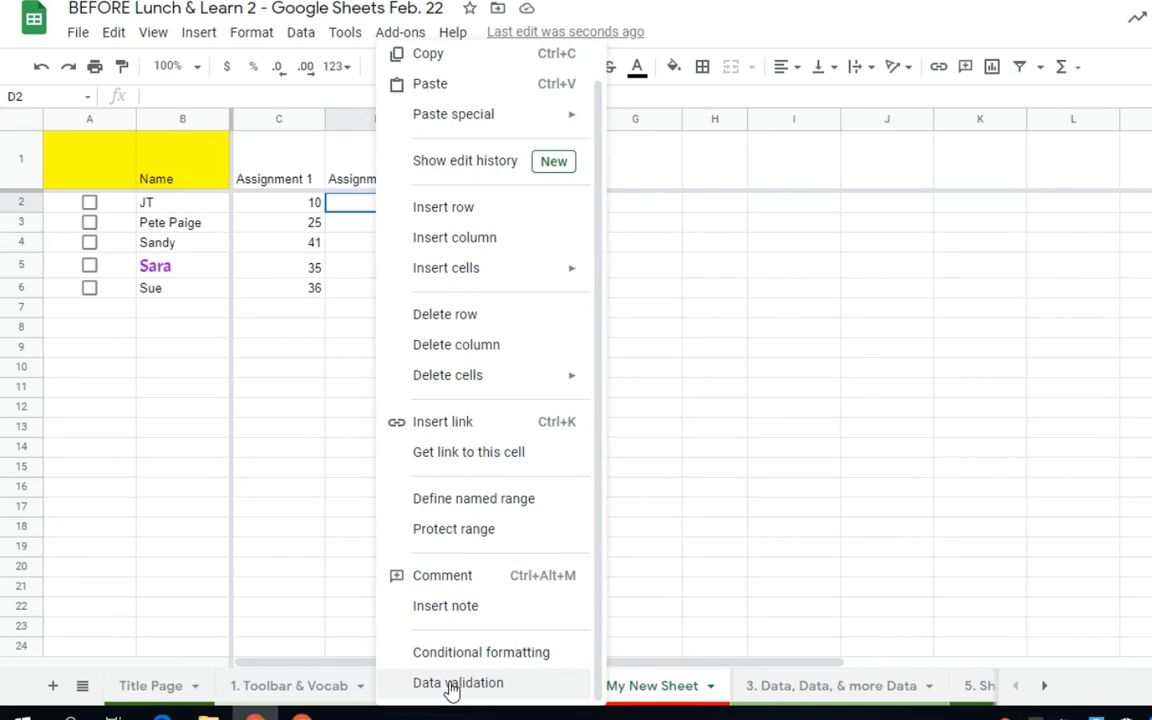 BEFORE Lunch & Learn 2 - Google Sheets Feb. 22
File Edit View Insert Format Data Tools Add-ons Help Last edit was seconds ago
100% $ % .0 .00 123 A Σ
D2 fx
A B C G H I J K L
1 Name Assignment 1 Assignm
2 JT 10
3 Pete Paige 25
4 Sandy 41
5 Sara 35
6 Sue 36
7
8
9
10
11
12
13
14
15
16
17
18
19
20
21
22
23
24
Copy Ctrl+C
Paste Ctrl+V
Paste special
Show edit history New
Insert row
Insert column
Insert cells
Delete row
Delete column
Delete cells
Insert link Ctrl+K
Get link to this cell
Define named range
Protect range
Comment Ctrl+Alt+M
Insert note
Conditional formatting
Data validation
Title Page 1. Toolbar & Vocab My New Sheet 3. Data, Data, & more Data 5. Sh